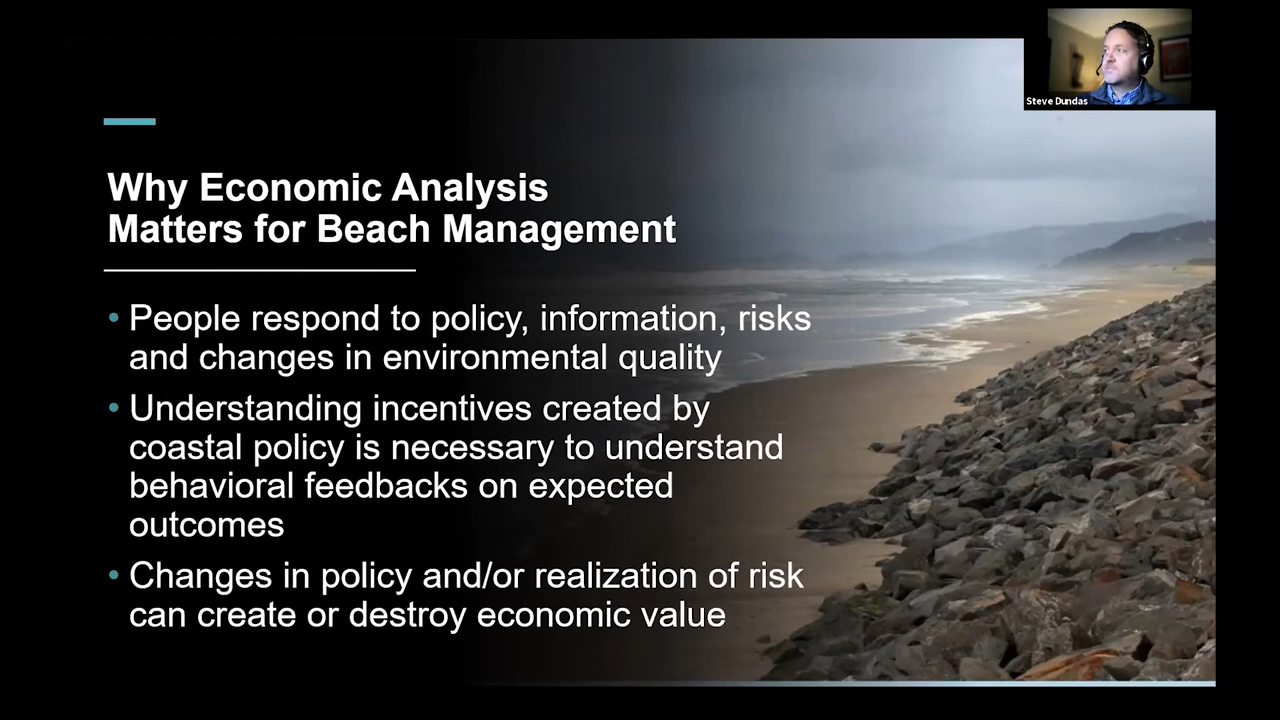 Steve Dundas
Why Economic Analysis
Matters for Beach Management
• People respond to policy, information, risks
and changes in environmental quality
• Understanding incentives created by
coastal policy is necessary to understand
behavioral feedbacks on expected
outcomes
• Changes in policy and/or realization of risk
can create or destroy economic value